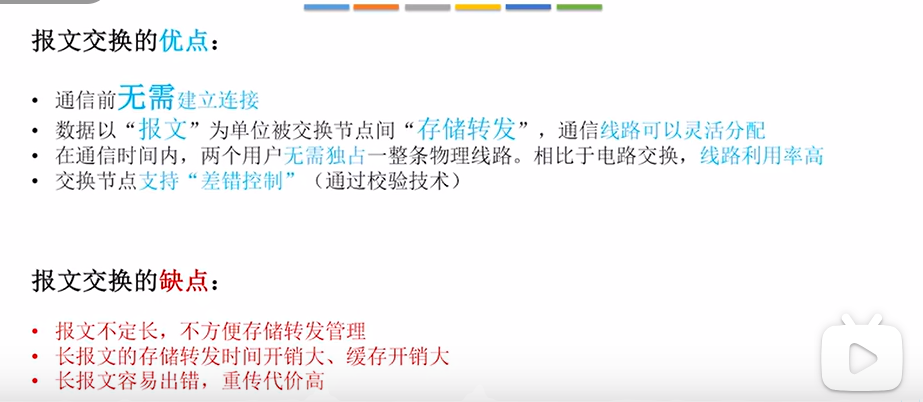 报文交换的优点：
• 通信前无需建立连接
• 数据以“报文”为单位被交换节点间“存储转发”，通信线路可以灵活分配
• 在通信时间内，两个用户无需独占一整条物理线路。相比于电路交换，线路利用率高
• 交换节点支持“差错控制”（通过校验技术）
报文交换的缺点：
• 报文不定长，不方便存储转发管理
• 长报文的存储转发时间开销大、缓存开销大
• 长报文容易出错，重传代价高